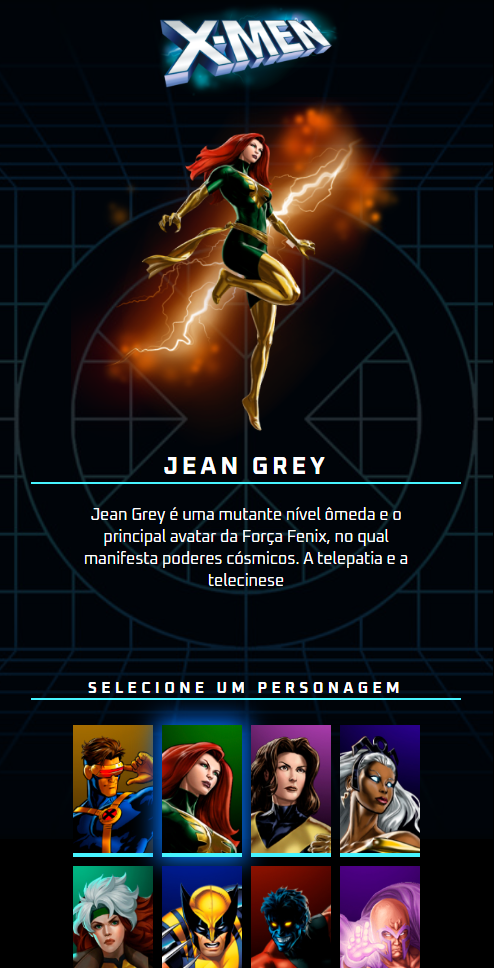 X-MEN
JEAN GREY
Jean Grey é uma mutante nível ômeda e o
principal avatar da Força Fenix, no qual
manifesta poderes cósmicos. A telepatia e a
telecinese
SELECIONE UM PERSONAGEM